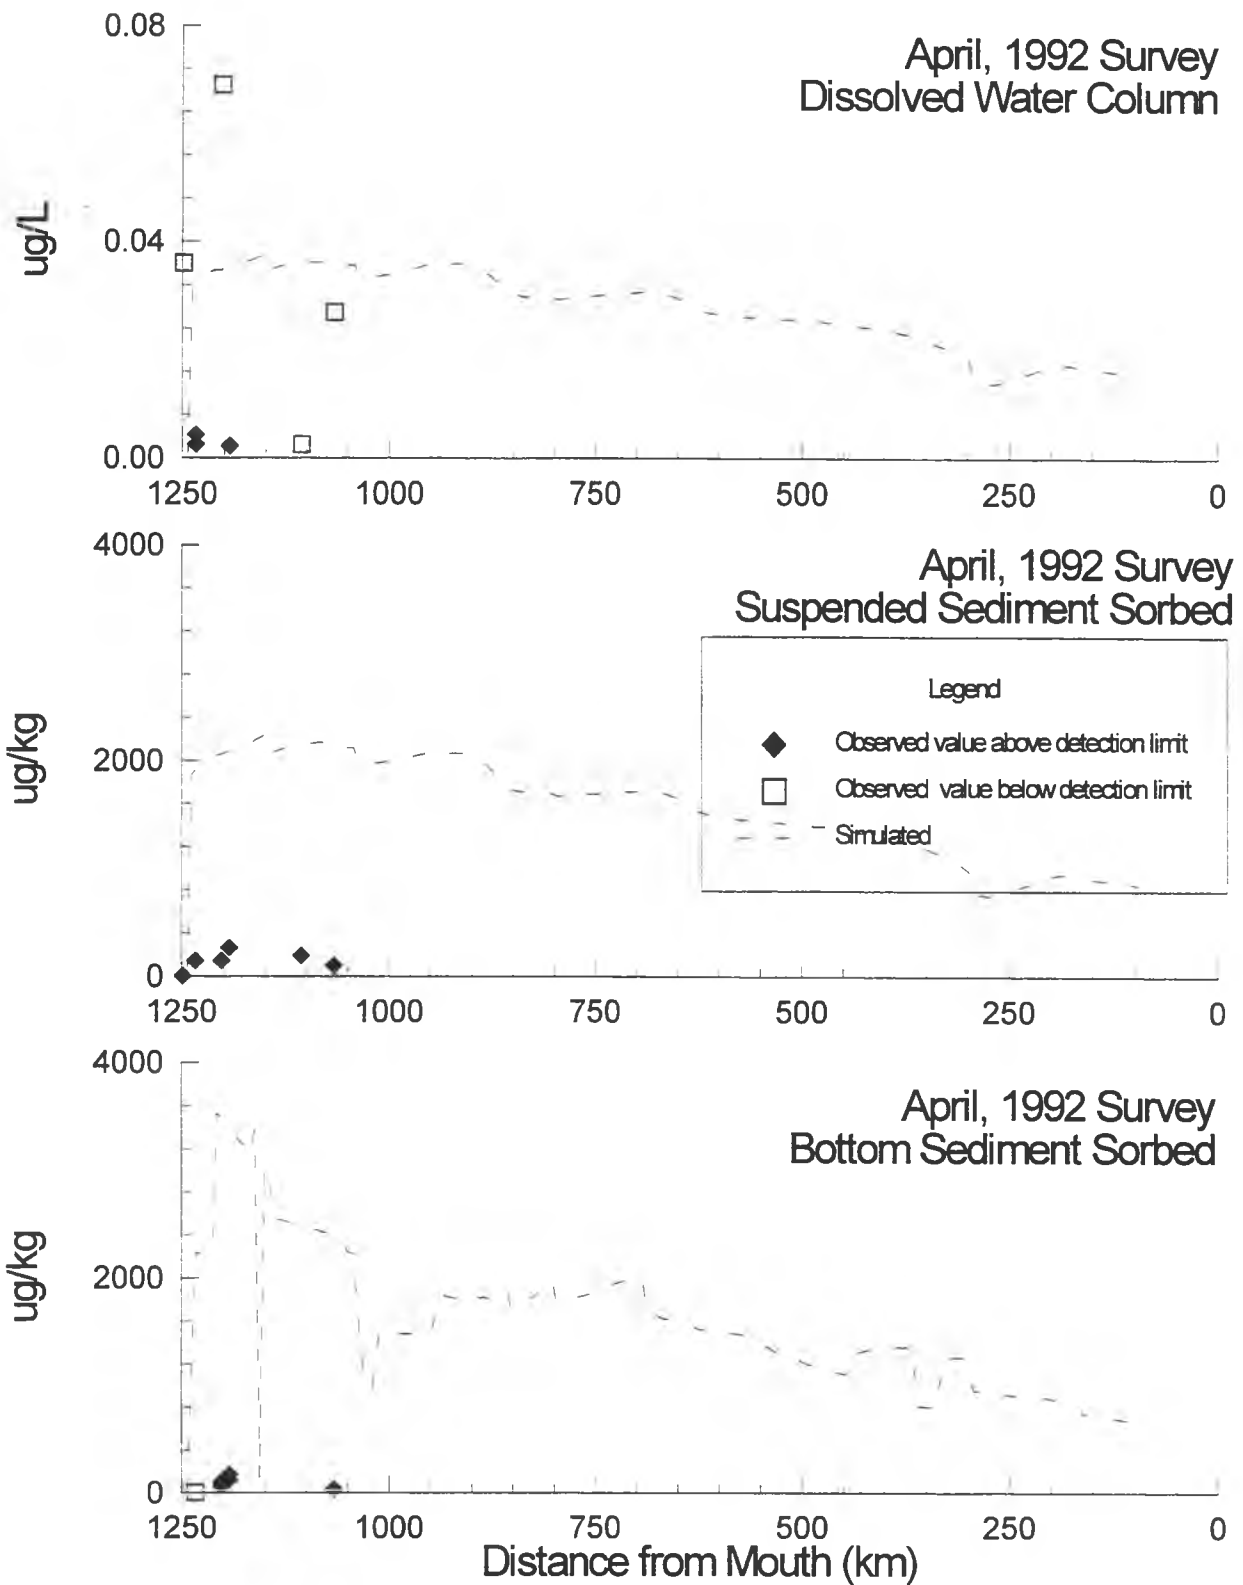 April, 1992 Survey
Dissolved Water Column
ug/L
0.08
0.04
0.00
1250 1000 750 500 250 0
April, 1992 Survey
Suspended Sediment Sorbed
ug/kg
4000
2000
0
Legend
Observed value above detection limit
Observed value below detection limit
Simulated
1250 1000 750 500 250 0
April, 1992 Survey
Bottom Sediment Sorbed
ug/kg
4000
2000
0
1250 1000 750 500 250 0
Distance from Mouth (km)